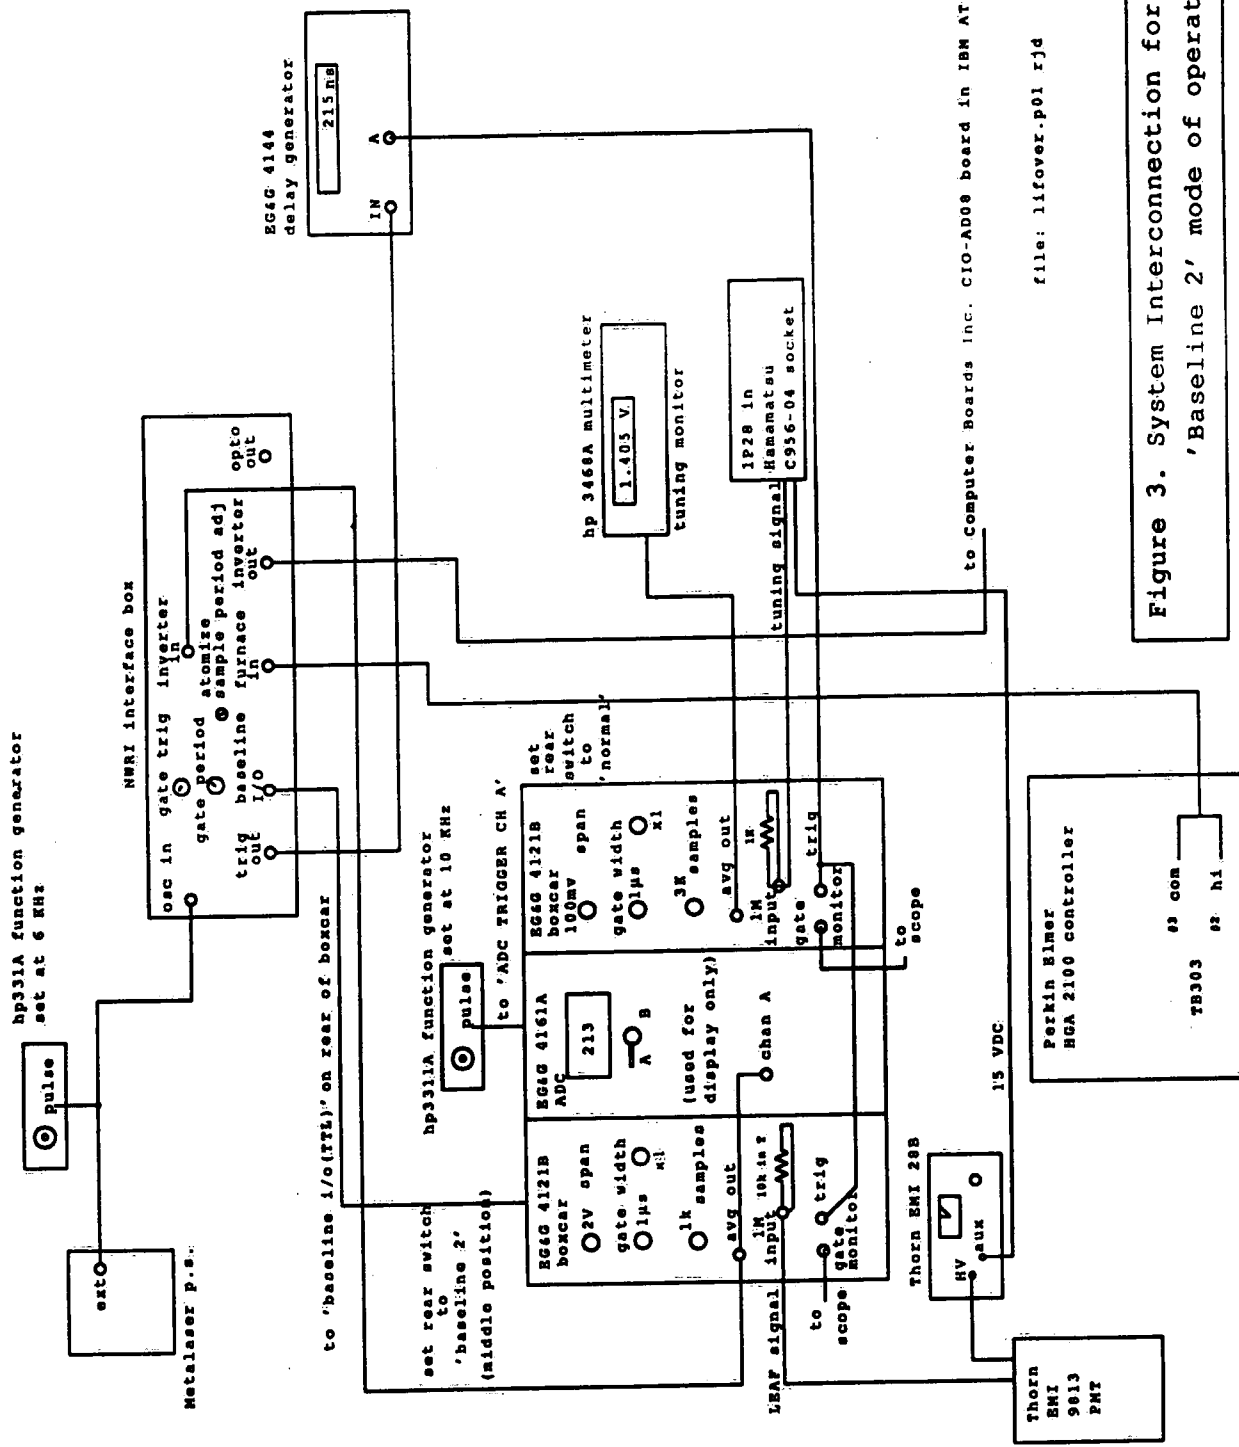 hp331A function generator
set at 6 KHz
pulse
ext
Metalaser p.s.
NWRI interface box
osc in gate trig inverter
in
gate period atomize
sample period adj
trig baseline furnace inverter
out I/O in out
opto
out
EG&G 4144
delay generator
215ns
IN
A
to 'baseline i/o(TTL)' on rear of boxcar
set rear switch
to
'baseline 2'
(middle position)
hp3311A function generator
set at 10 KHz
pulse
to 'ADC TRIGGER CH A'
set
rear
switch
to
'normal'
EG&G 4121B
boxcar
2V span
gate width
1µs
x1
1k samples
avg out
1M 10k in T
input
trig
gate
monitor
to
scope
LEAF signal
EG&G 4161A
ADC
213
A B
(used for
display only)
chan A
EG&G 4121B
boxcar
100mv span
gate width
1µs
x1
3K samples
avg out
1M 1K
input
gate trig
monitor
to
scope
hp 3468A multimeter
1.405 V
tuning monitor
tuning signal
1P28 in
Hamamatsu
C956-04 socket
Thorn EMI 28B
HV aux
V
15 VDC
Thorn
EMI
9813
PMT
Perkin Elmer
HGA 2100 controller
TB303
#3 com
#2 hi
to Computer Boards Inc. CIO-AD08 board in IBM AT
file: lifover.p01 rjd
Figure 3. System Interconnection for
'Baseline 2' mode of operat